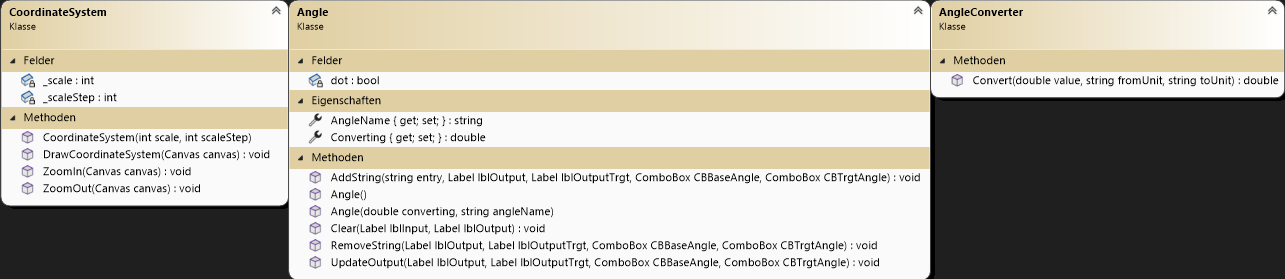 CoordinateSystem
Klasse
Felder
_scale : int
_scaleStep : int
Methoden
CoordinateSystem(int scale, int scaleStep)
DrawCoordinateSystem(Canvas canvas) : void
ZoomIn(Canvas canvas) : void
ZoomOut(Canvas canvas) : void
Angle
Klasse
Felder
dot : bool
Eigenschaften
AngleName { get; set; } : string
Converting { get; set; } : double
Methoden
AddString(string entry, Label lblOutput, Label lblOutputTrgt, ComboBox CBBaseAngle, ComboBox CBTrgtAngle) : void
Angle()
Angle(double converting, string angleName)
Clear(Label lblInput, Label lblOutput) : void
RemoveString(Label lblOutput, Label lblOutputTrgt, ComboBox CBBaseAngle, ComboBox CBTrgtAngle) : void
UpdateOutput(Label lblOutput, Label lblOutputTrgt, ComboBox CBBaseAngle, ComboBox CBTrgtAngle) : void
AngleConverter
Klasse
Methoden
Convert(double value, string fromUnit, string toUnit) : double